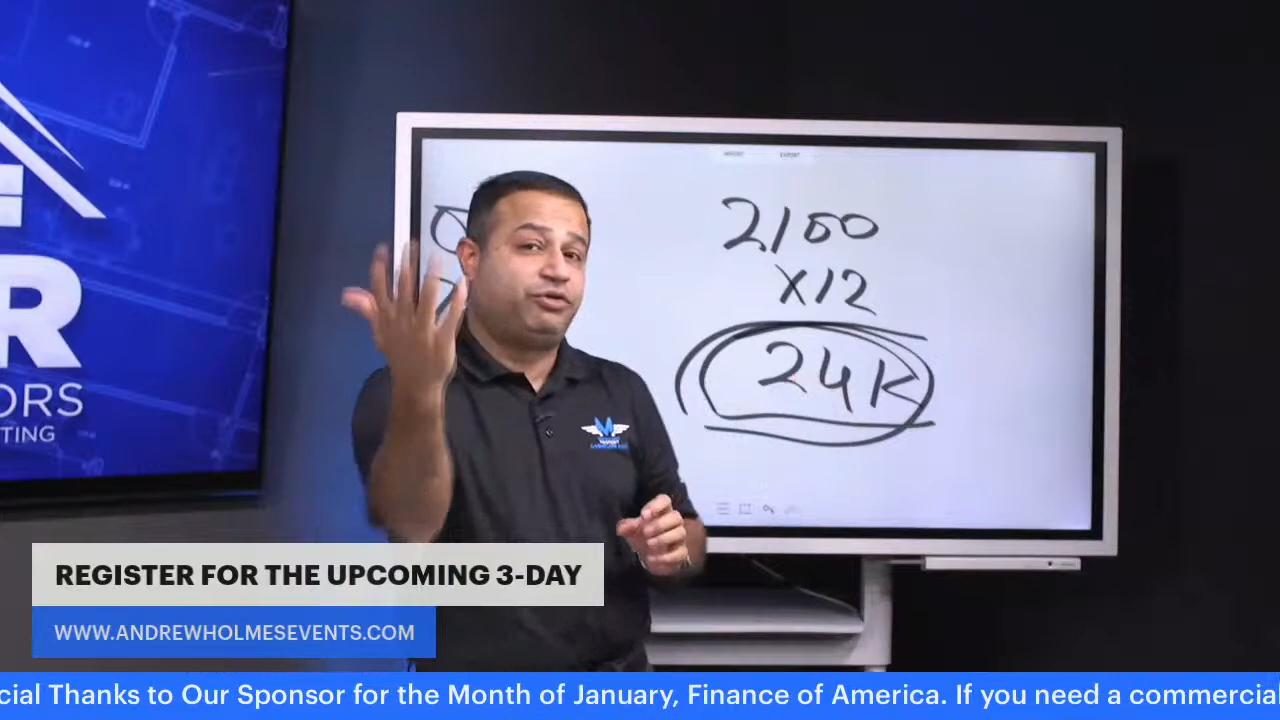 R
ORS
TING
2100
X12
24K
REGISTER FOR THE UPCOMING 3-DAY
WWW.ANDREWHOLMESEVENTS.COM
cial Thanks to Our Sponsor for the Month of January, Finance of America. If you need a commercial